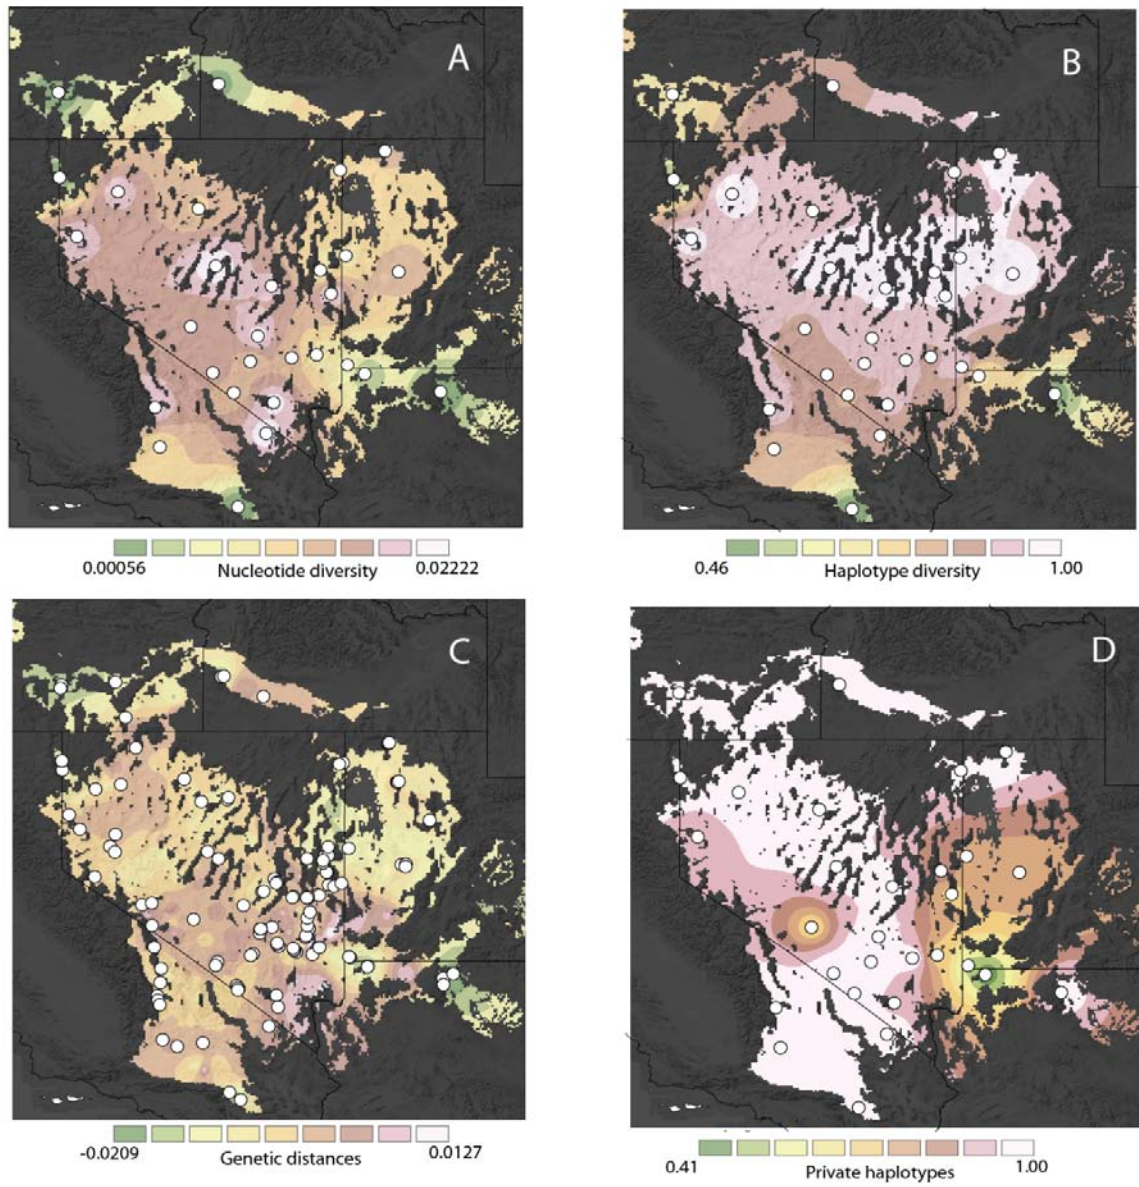 A
B
0.00056 Nucleotide diversity 0.02222
0.46 Haplotype diversity 1.00
C
D
-0.0209 Genetic distances 0.0127
0.41 Private haplotypes 1.00